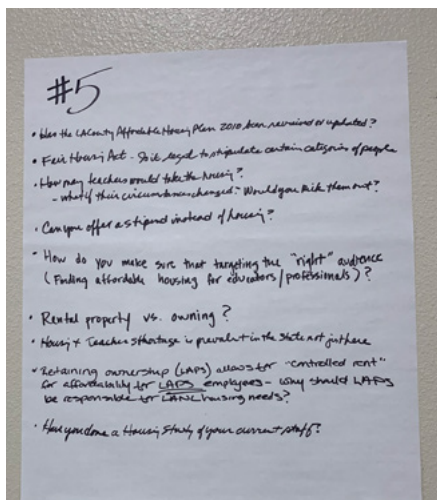 #5
• Has the LA County Affordable Housing Plan 2010 been reviewed or updated?
• Fair Housing Act - Is it legal to stipulate certain categories of people
• How many teachers would take the housing?
- what if their circumstances changed? Would you kick them out?
• Can you offer a stipend instead of housing?
• How do you make sure that targeting the "right" audience
(Finding affordable housing for educators/professionals)?
• Rental property vs. owning?
• Housing + Teacher shortage is prevalent in the state not just here
• Retaining ownership (LAPS) allows for "controlled rent"
for affordability for LAPS employees - why should LAPS
be responsible for LANL housing needs?
• Have you done a Housing Study of your current staff?